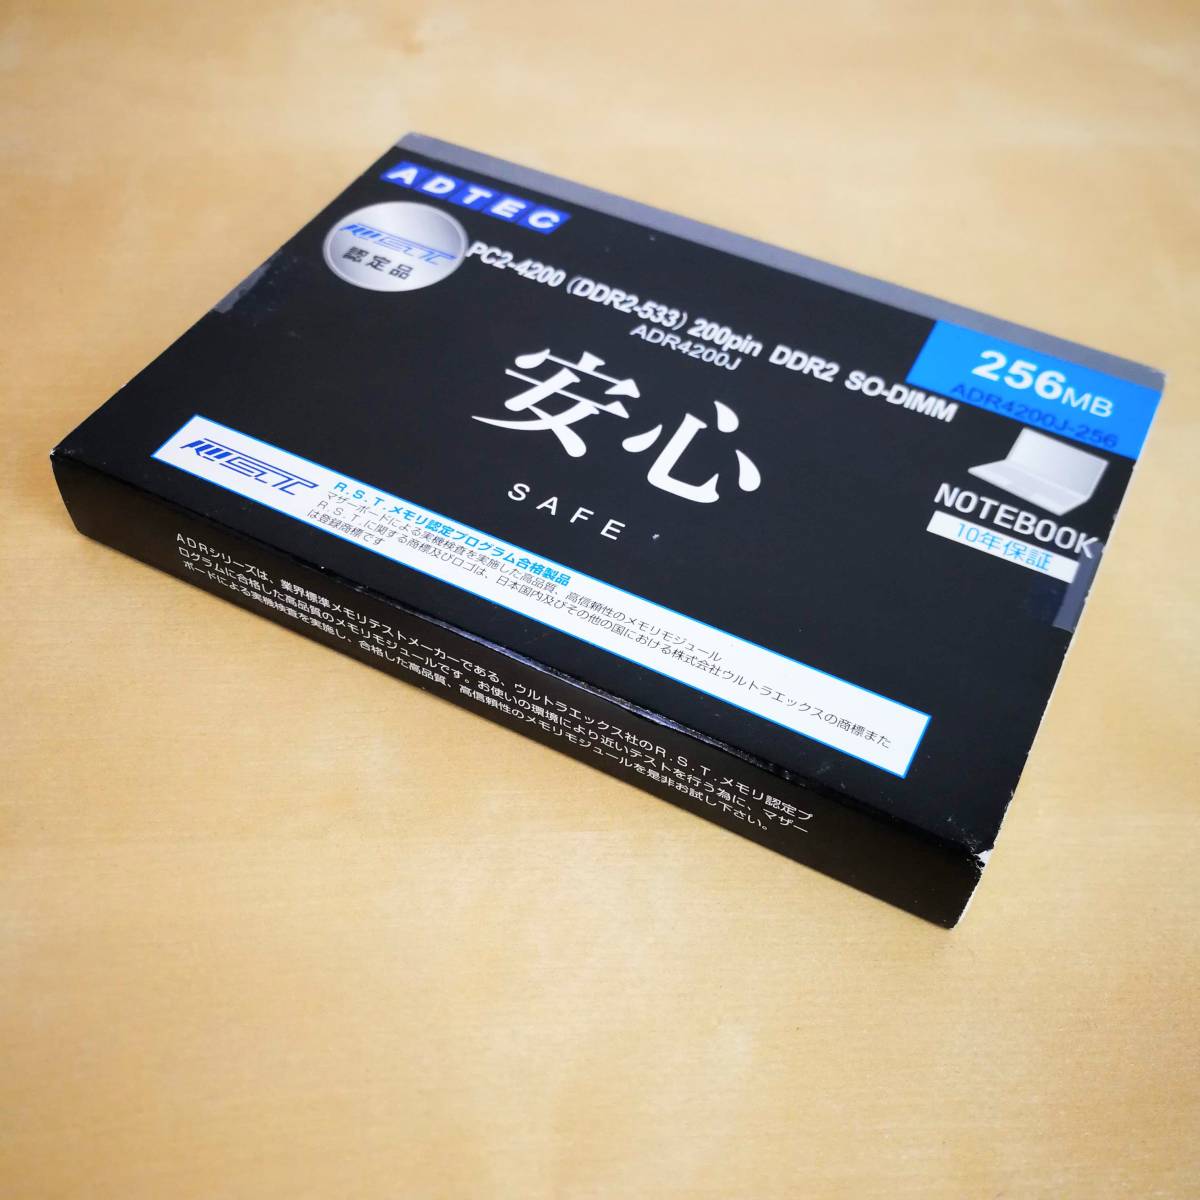 ADTEC
認定品
PC2-4200 (DDR2-533) 200pin DDR2 SO-DIMM
ADR4200J
256MB
ADR4200J-256
安心
SAFE
NOTEBOOK
10年保証
R.S.T.メモリ認定プログラム合格製品
マザーボードによる実機検査を実施した高品質、高信頼性のメモリモジュール
R.S.T.に関する商標及びロゴは、日本国内及びその他の国における株式会社ウルトラエックスの商標また
は登録商標です
ADRシリーズは、業界標準メモリテストメーカーである、ウルトラエックス社のR.S.T.メモリ認定プ
ログラムに合格した高品質のメモリモジュールです。お使いの環境により近いテストを行う為に、マザー
ボードによる実機検査を実施し、合格した高品質、高信頼性のメモリモジュールを是非お試し下さい。